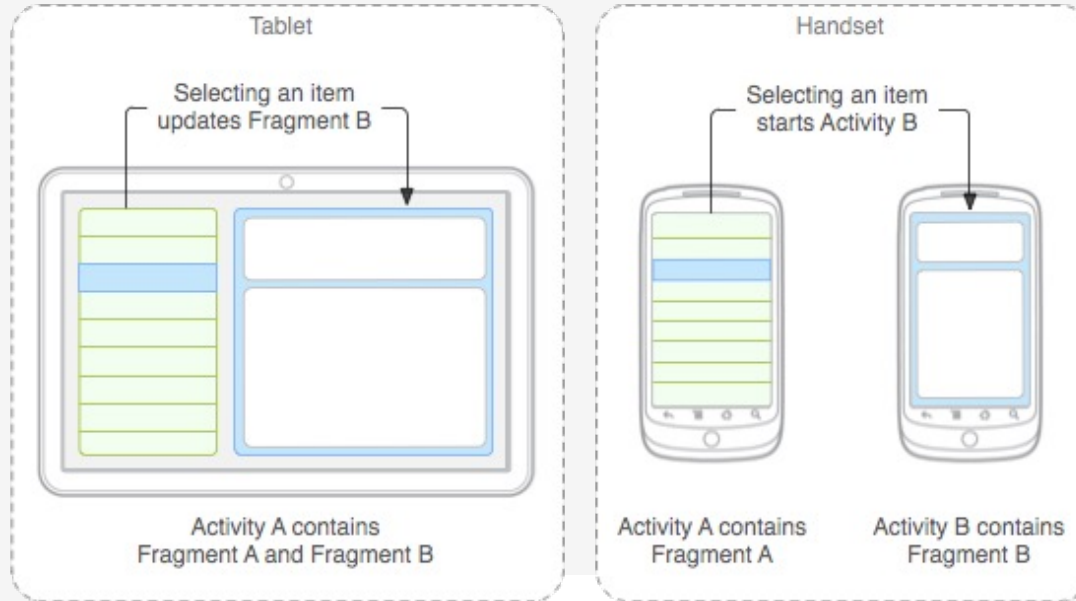 Tablet
Selecting an item
updates Fragment B
Activity A contains
Fragment A and Fragment B
Handset
Selecting an item
starts Activity B
Activity A contains
Fragment A
Activity B contains
Fragment B